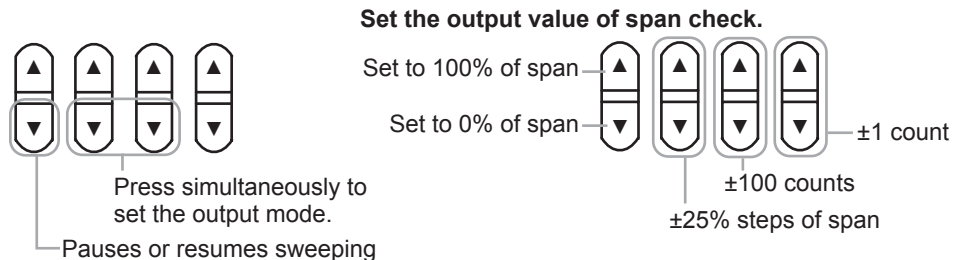 Set the output value of span check.
Set to 100% of span
Set to 0% of span
±1 count
±100 counts
±25% steps of span
Press simultaneously to
set the output mode.
Pauses or resumes sweeping